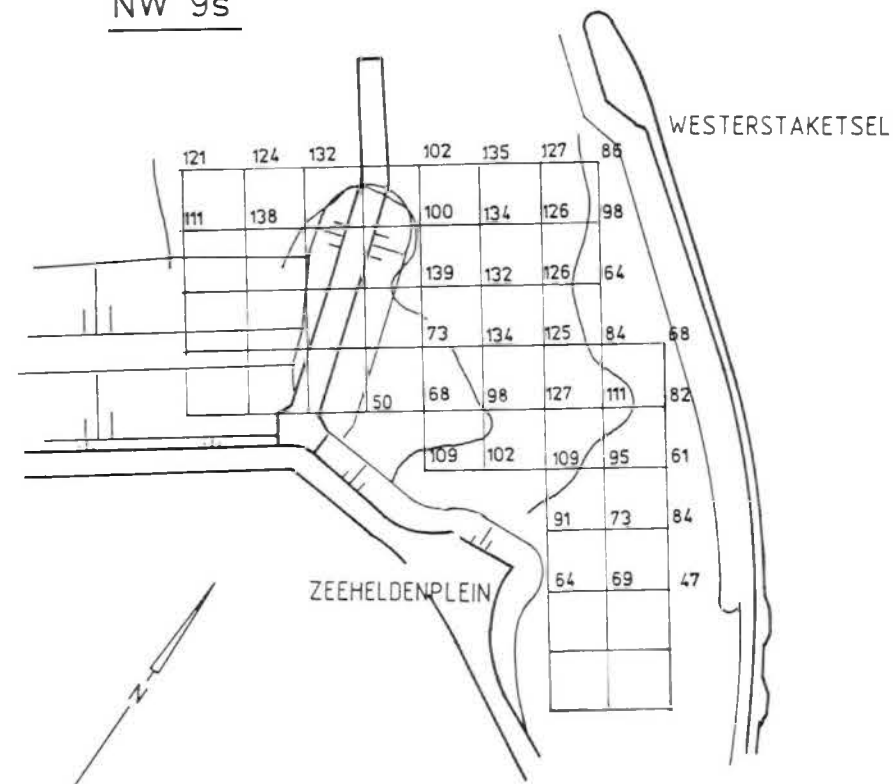 NW 9s
WESTERSTAKETSEL
121 124 132 102 135 127 86
111 138 100 134 126 98
139 132 126 64
73 134 125 84 68
50 68 98 127 111 82
109 102 109 95 61
91 73 84
64 69 47
ZEEHELDENPLEIN
N